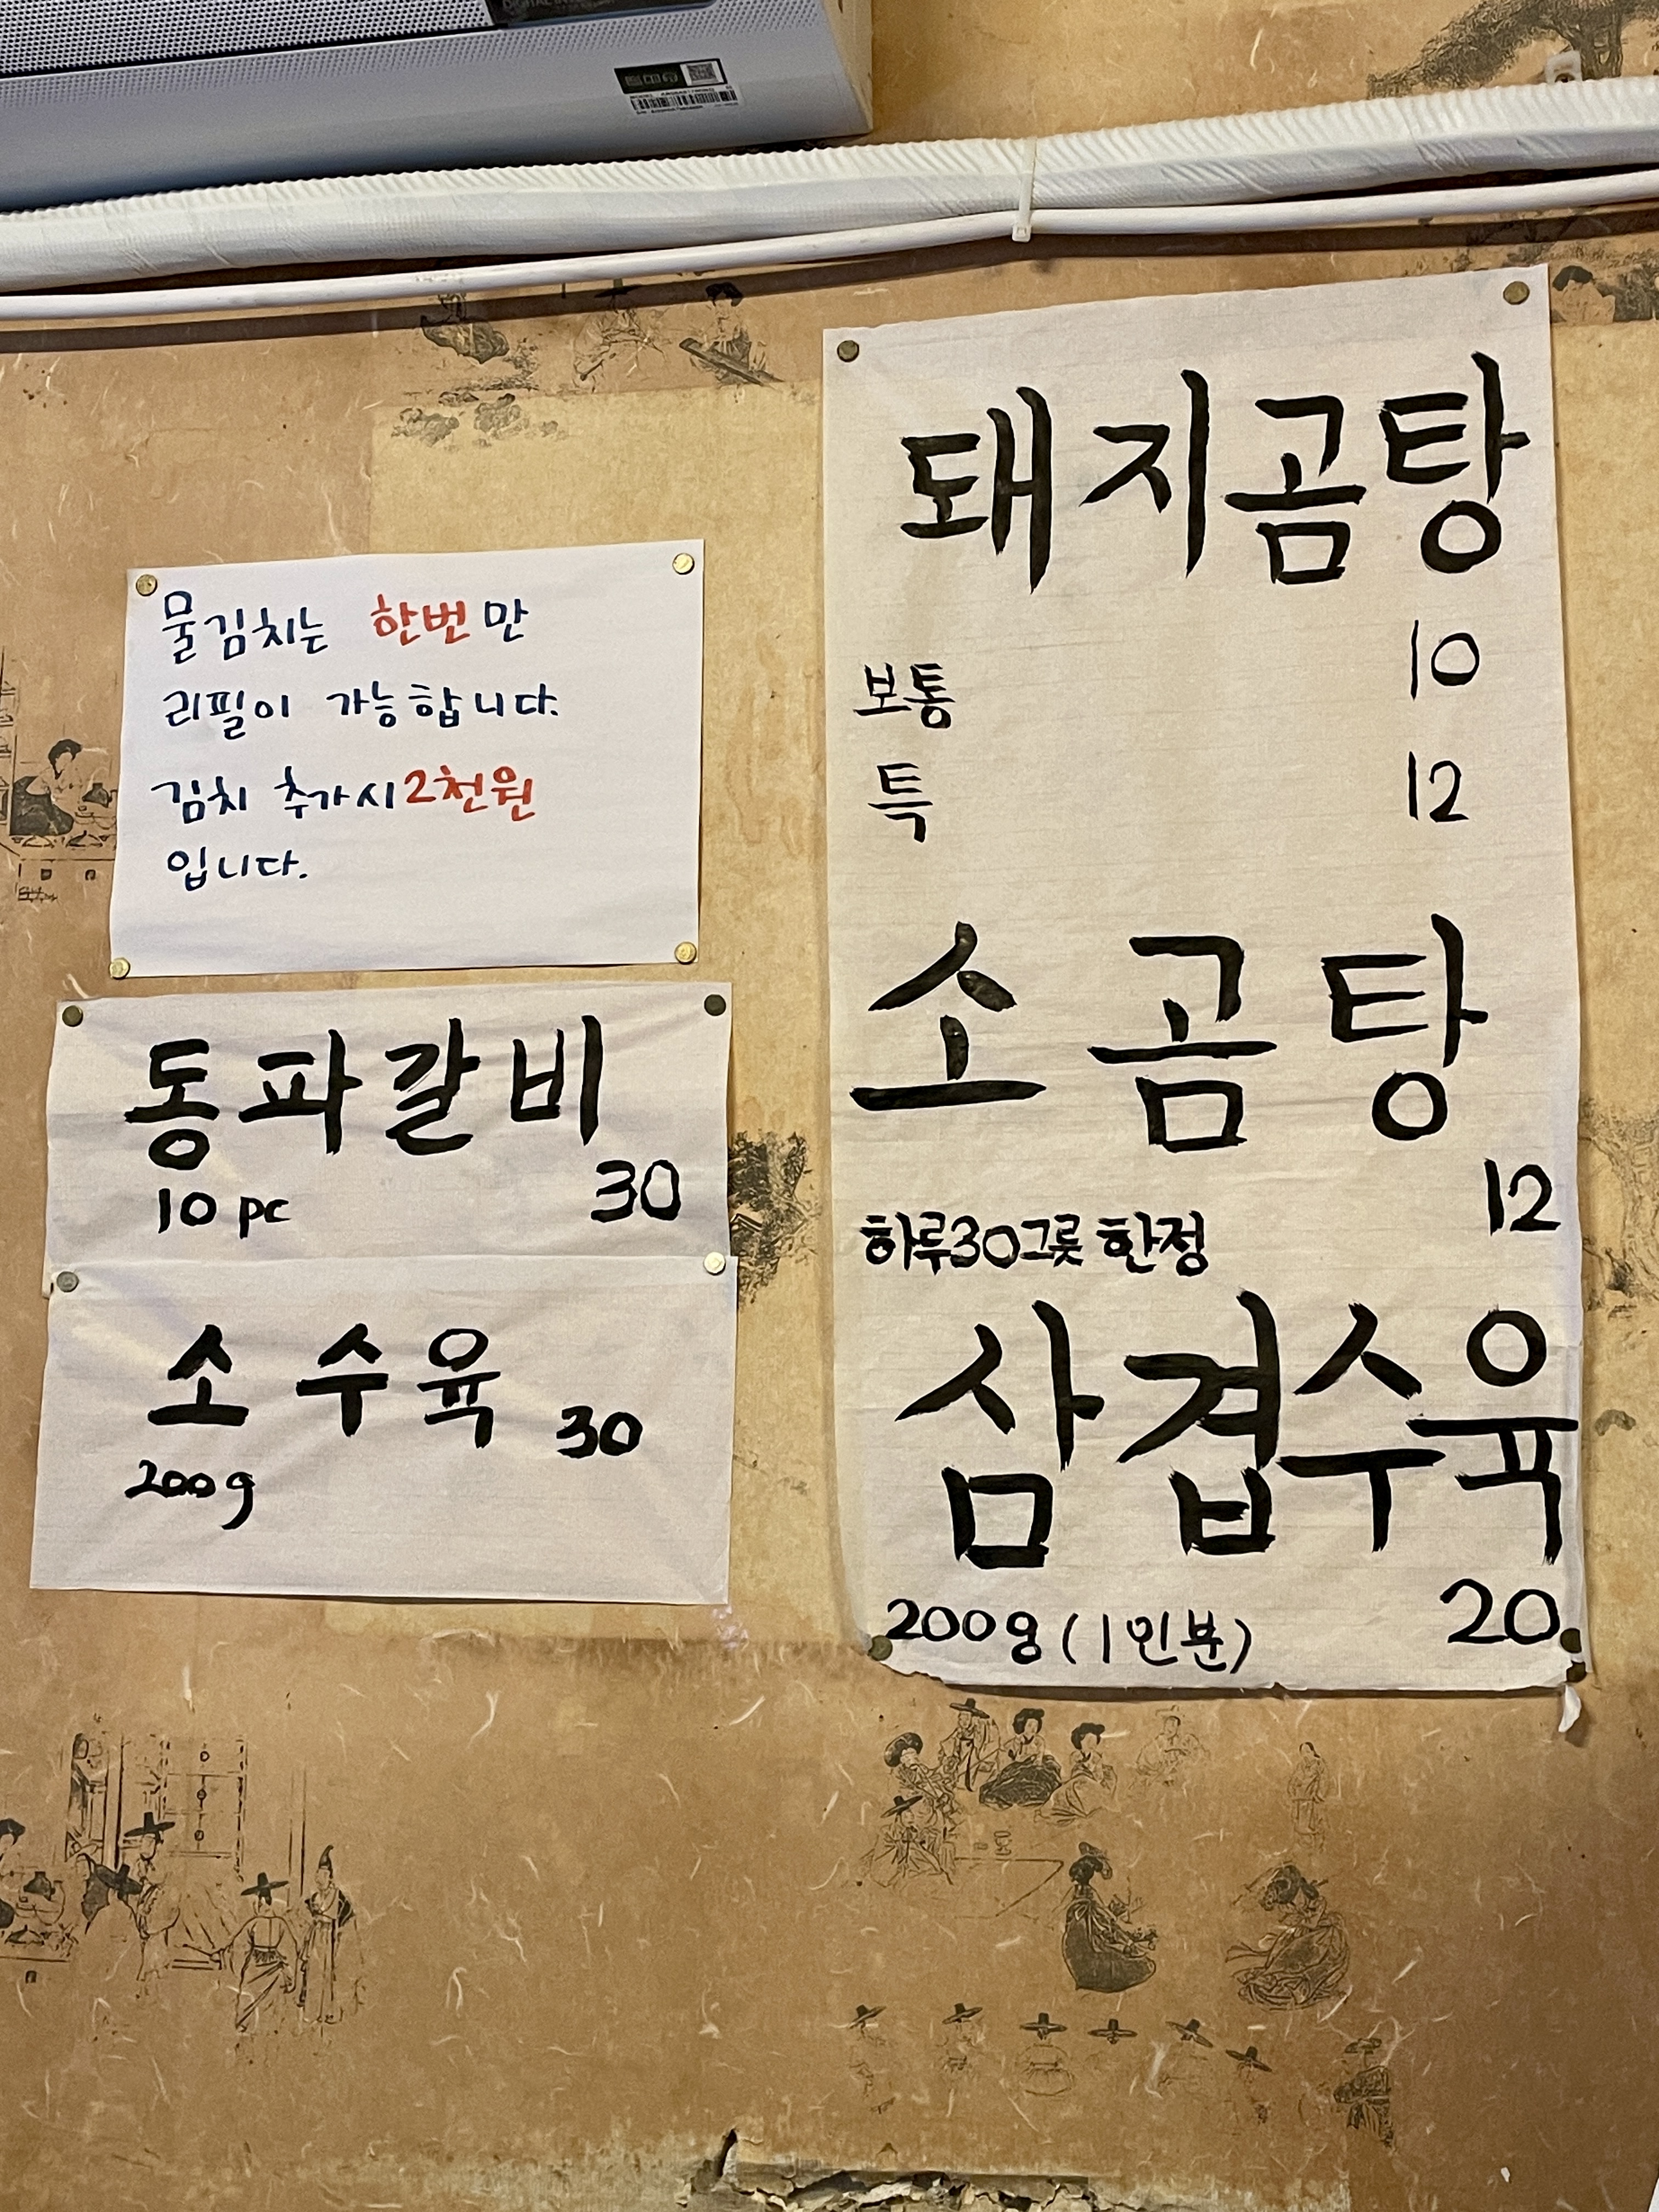 물김치는 한번만
리필이 가능합니다.
김치 추가시 2천원
입니다.
동파갈비
10 pc 30
소수육
30
200g
돼지곰탕
보통 10
특 12
소곰탕
12
하루30그릇 한정
삼겹수육
200g (1인분) 20